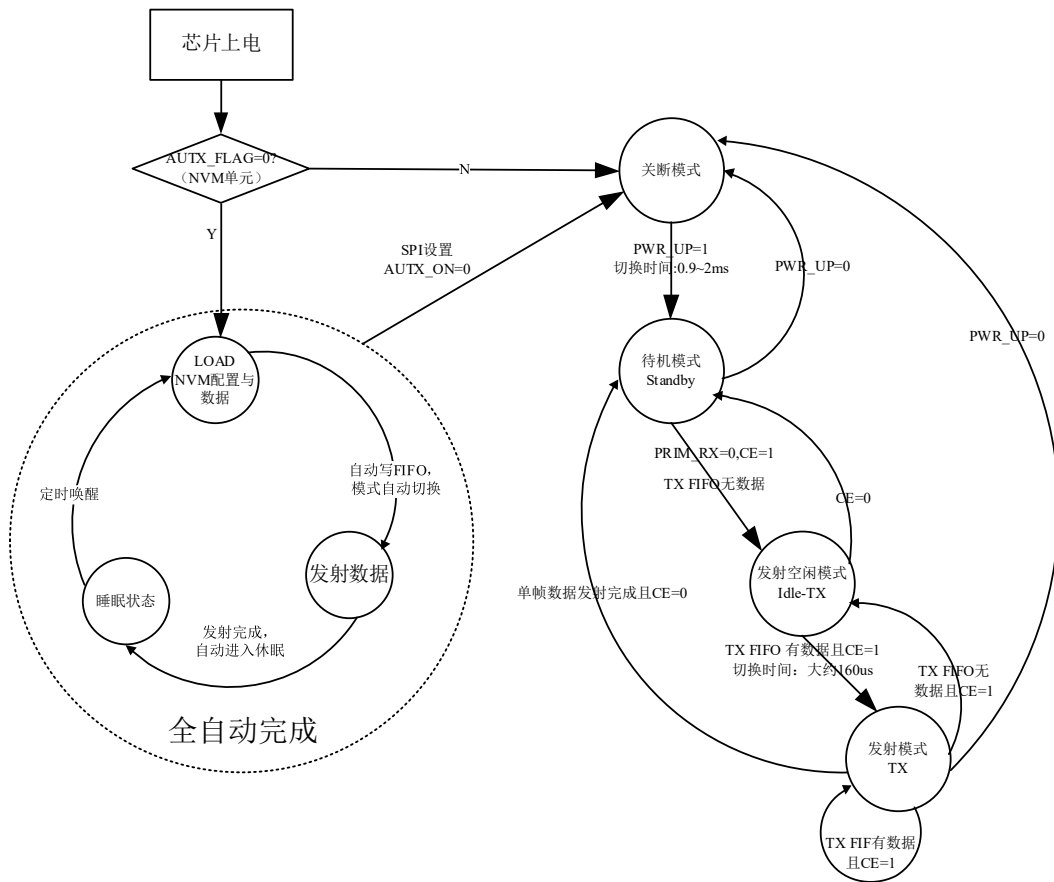 芯片上电
AUTX_FLAG=0?
（NVM单元）
N
Y
关断模式
SPI设置
AUTX_ON=0
PWR_UP=1
切换时间:0.9~2ms
PWR_UP=0
PWR_UP=0
LOAD
NVM配置与
数据
待机模式
Standby
自动写FIFO，
模式自动切换
定时唤醒
PRIM_RX=0,CE=1
TX FIFO无数据
CE=0
发射数据
睡眠状态
发射空闲模式
Idle-TX
单帧数据发射完成且CE=0
发射完成，
自动进入休眠
TX FIFO 有数据且CE=1
切换时间：大约160us
TX FIFO无
数据且CE=1
全自动完成
发射模式
TX
TX FIF有数据
且CE=1